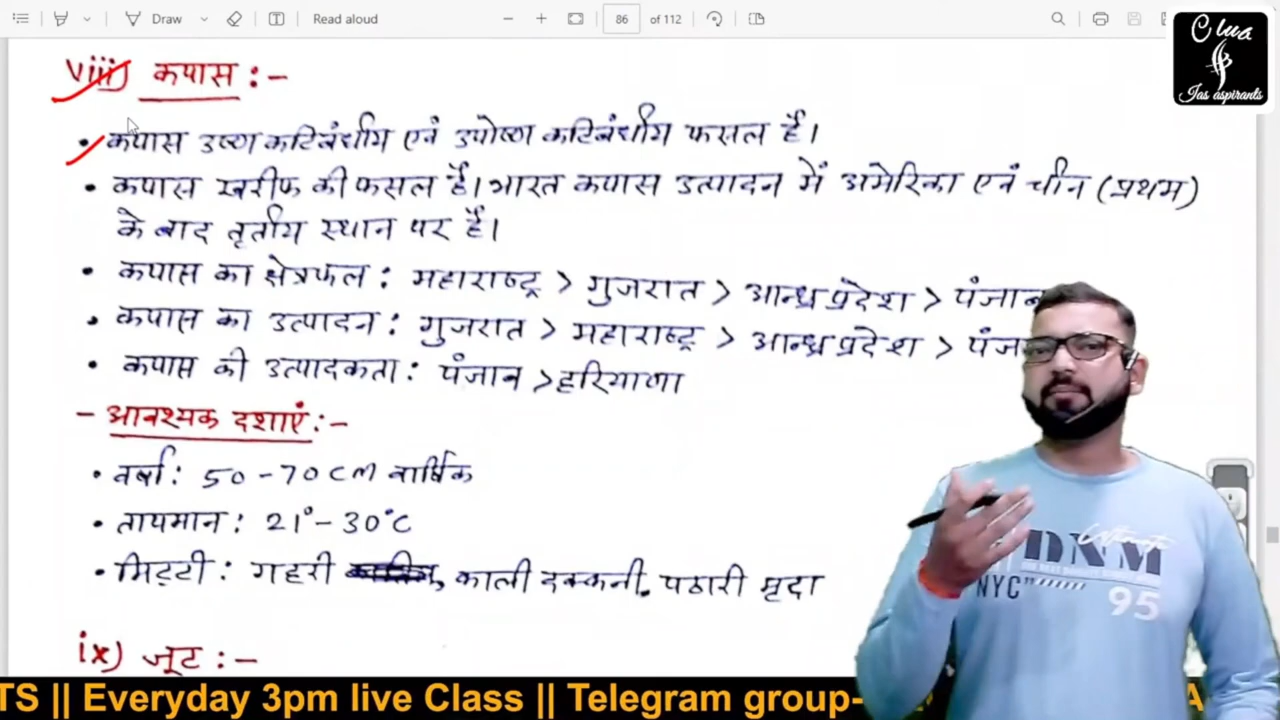 Draw
Read aloud
86 of 112
Clua
Ias aspirants
viii) कपास :-
• कपास उष्ण कटिबंधीय एवं उपोष्ण कटिबंधीय फसल है।
• कपास खरीफ की फसल है। भारत कपास उत्पादन में अमेरिका एवं चीन (प्रथम)
के बाद तृतीय स्थान पर है।
• कपास का क्षेत्रफल : महाराष्ट्र > गुजरात > आन्ध्रप्रदेश > पंजाब
• कपास का उत्पादन : गुजरात > महाराष्ट्र > आन्ध्रप्रदेश >
• कपास की उत्पादकता : पंजाब > हरियाणा
- आवश्यक दशाएं :-
• वर्षा : 50-70 cm वार्षिक
• तापमान : 21° - 30°C
• मिट्टी : गहरी काली दक्कनी पठारी मृदा
ix) जूट :-
DNM
NYC"
95
TS || Everyday 3pm live Class || Telegram group-